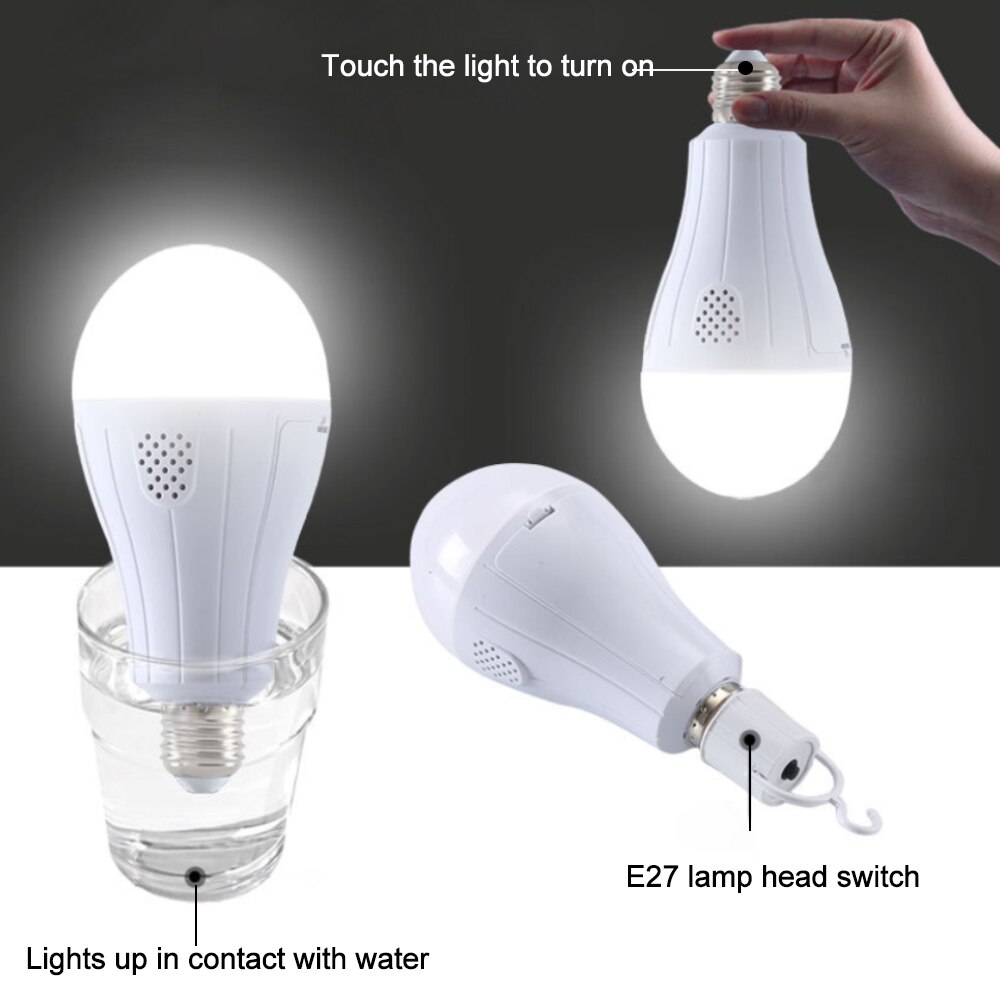 Touch the light to turn on
E27 lamp head switch
Lights up in contact with water